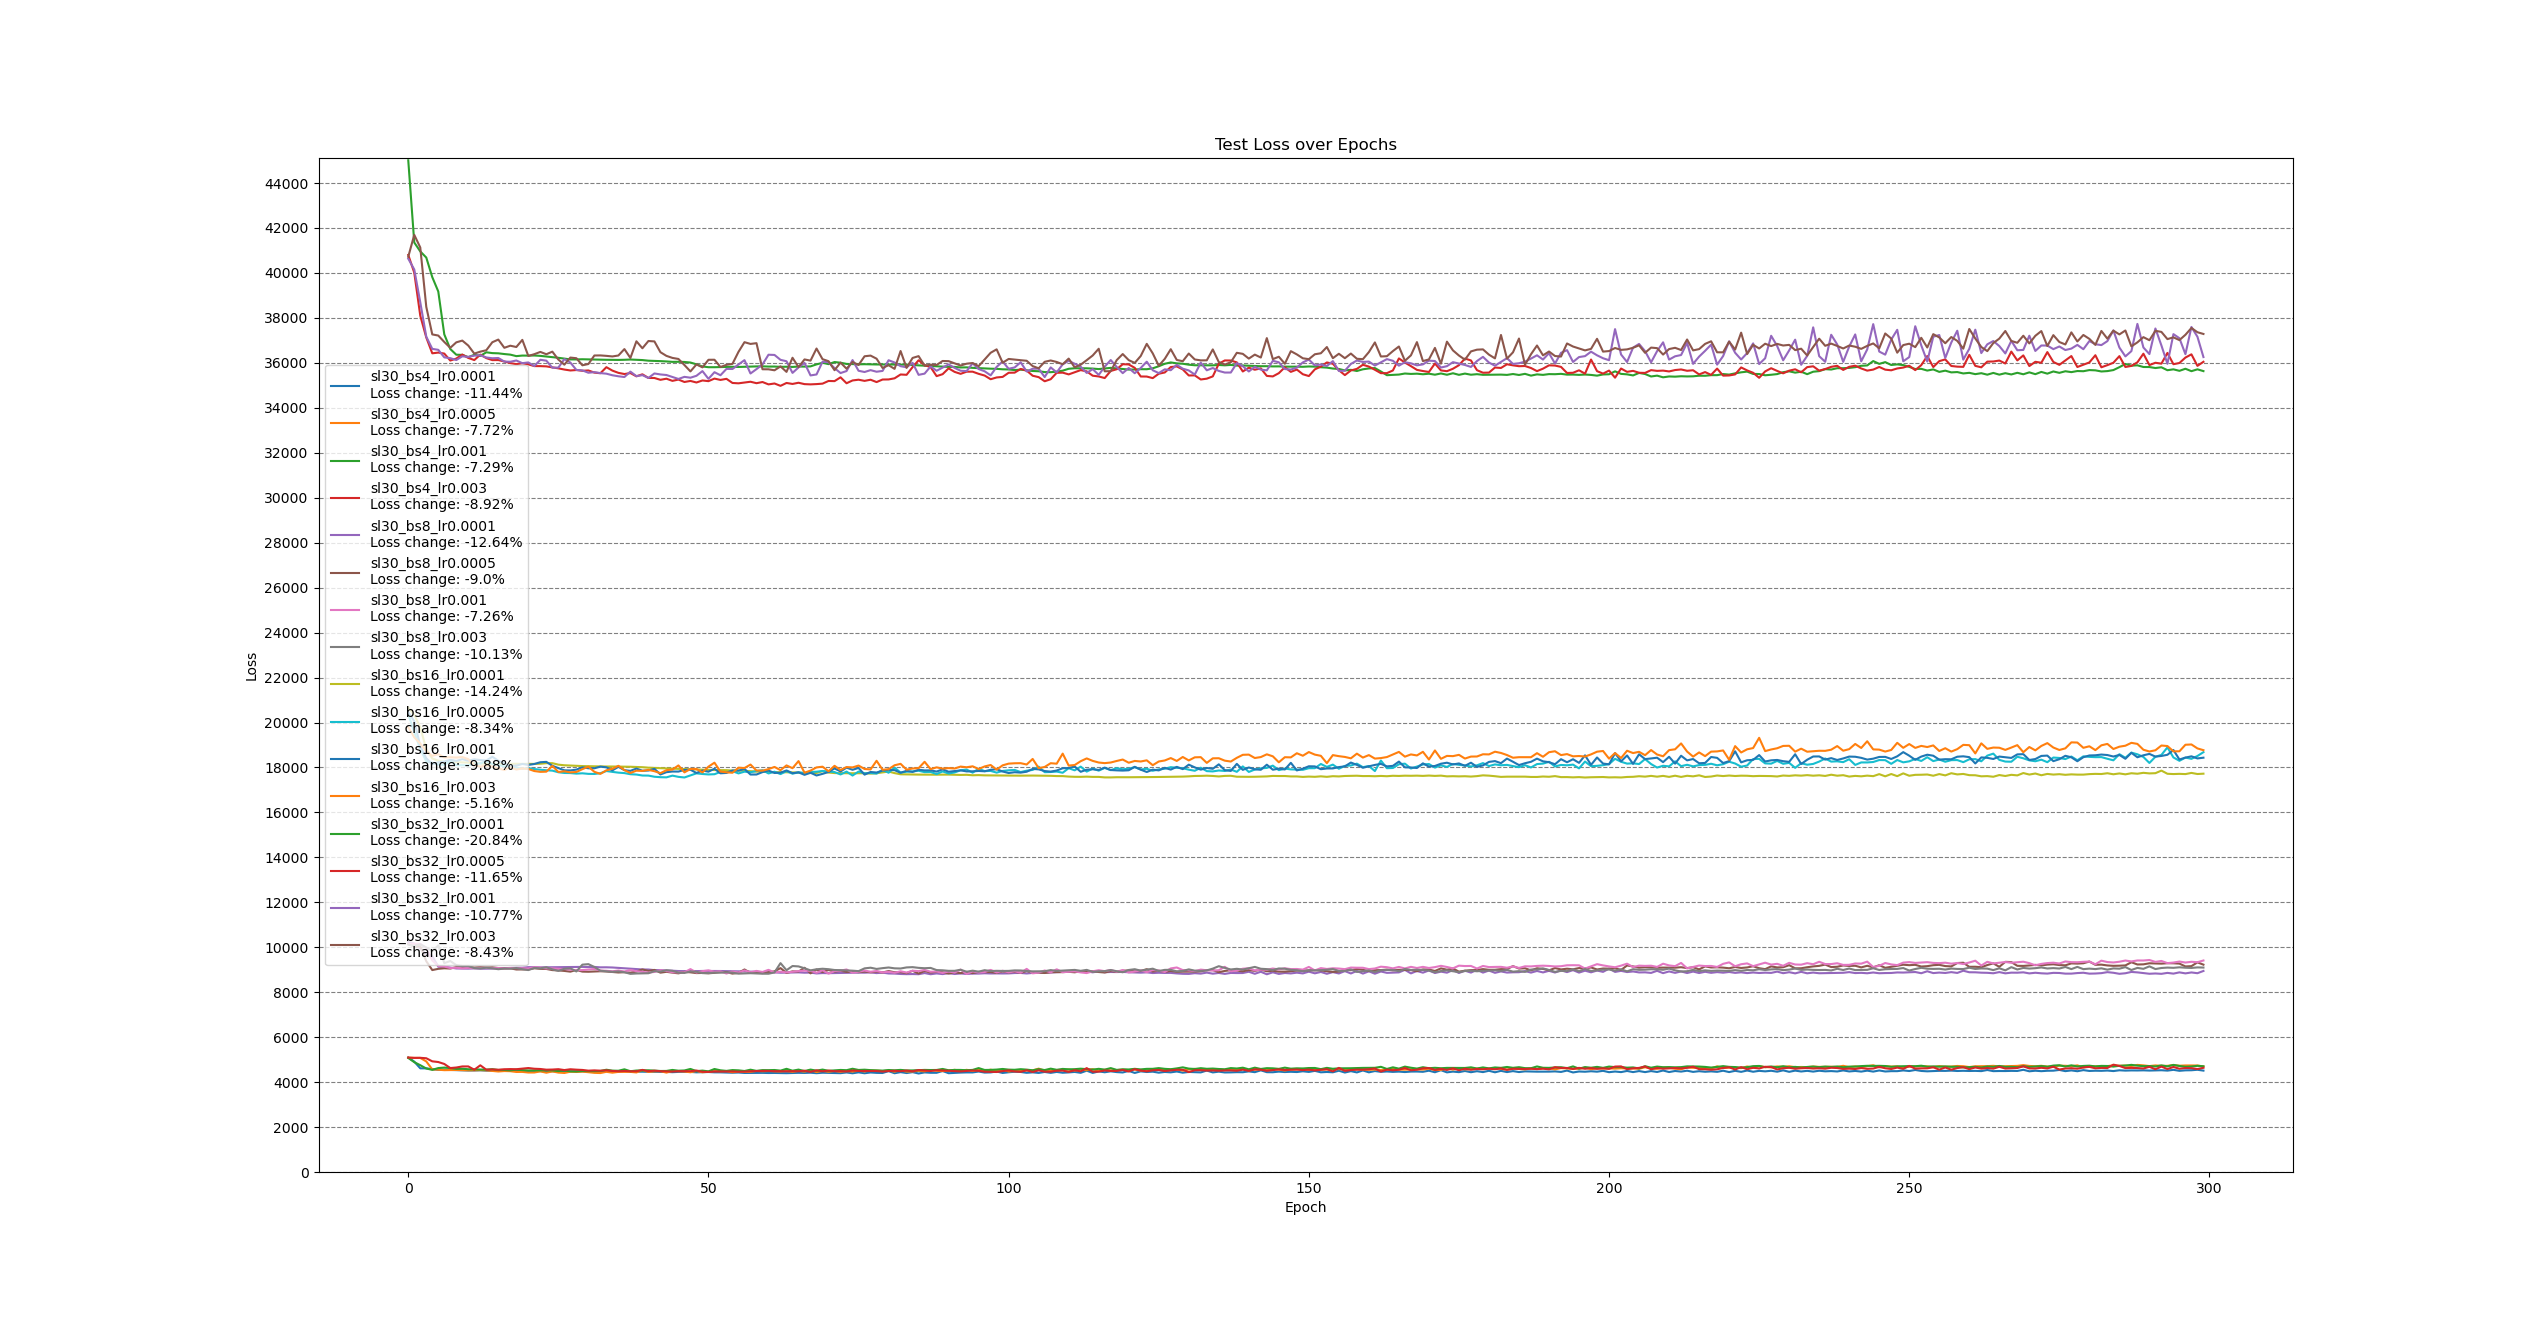 Test Loss over Epochs
44000
42000
40000
38000
36000
34000
32000
30000
28000
26000
24000
22000
20000
18000
16000
14000
12000
10000
8000
6000
4000
2000
0
Loss
sl30_bs4_lr0.0001
Loss change: -11.44%
sl30_bs4_lr0.0005
Loss change: -7.72%
sl30_bs4_lr0.001
Loss change: -7.29%
sl30_bs4_lr0.003
Loss change: -8.92%
sl30_bs8_lr0.0001
Loss change: -12.64%
sl30_bs8_lr0.0005
Loss change: -9.0%
sl30_bs8_lr0.001
Loss change: -7.26%
sl30_bs8_lr0.003
Loss change: -10.13%
sl30_bs16_lr0.0001
Loss change: -14.24%
sl30_bs16_lr0.0005
Loss change: -8.34%
sl30_bs16_lr0.001
Loss change: -9.88%
sl30_bs16_lr0.003
Loss change: -5.16%
sl30_bs32_lr0.0001
Loss change: -20.84%
sl30_bs32_lr0.0005
Loss change: -11.65%
sl30_bs32_lr0.001
Loss change: -10.77%
sl30_bs32_lr0.003
Loss change: -8.43%
0 50 100 150 200 250 300
Epoch